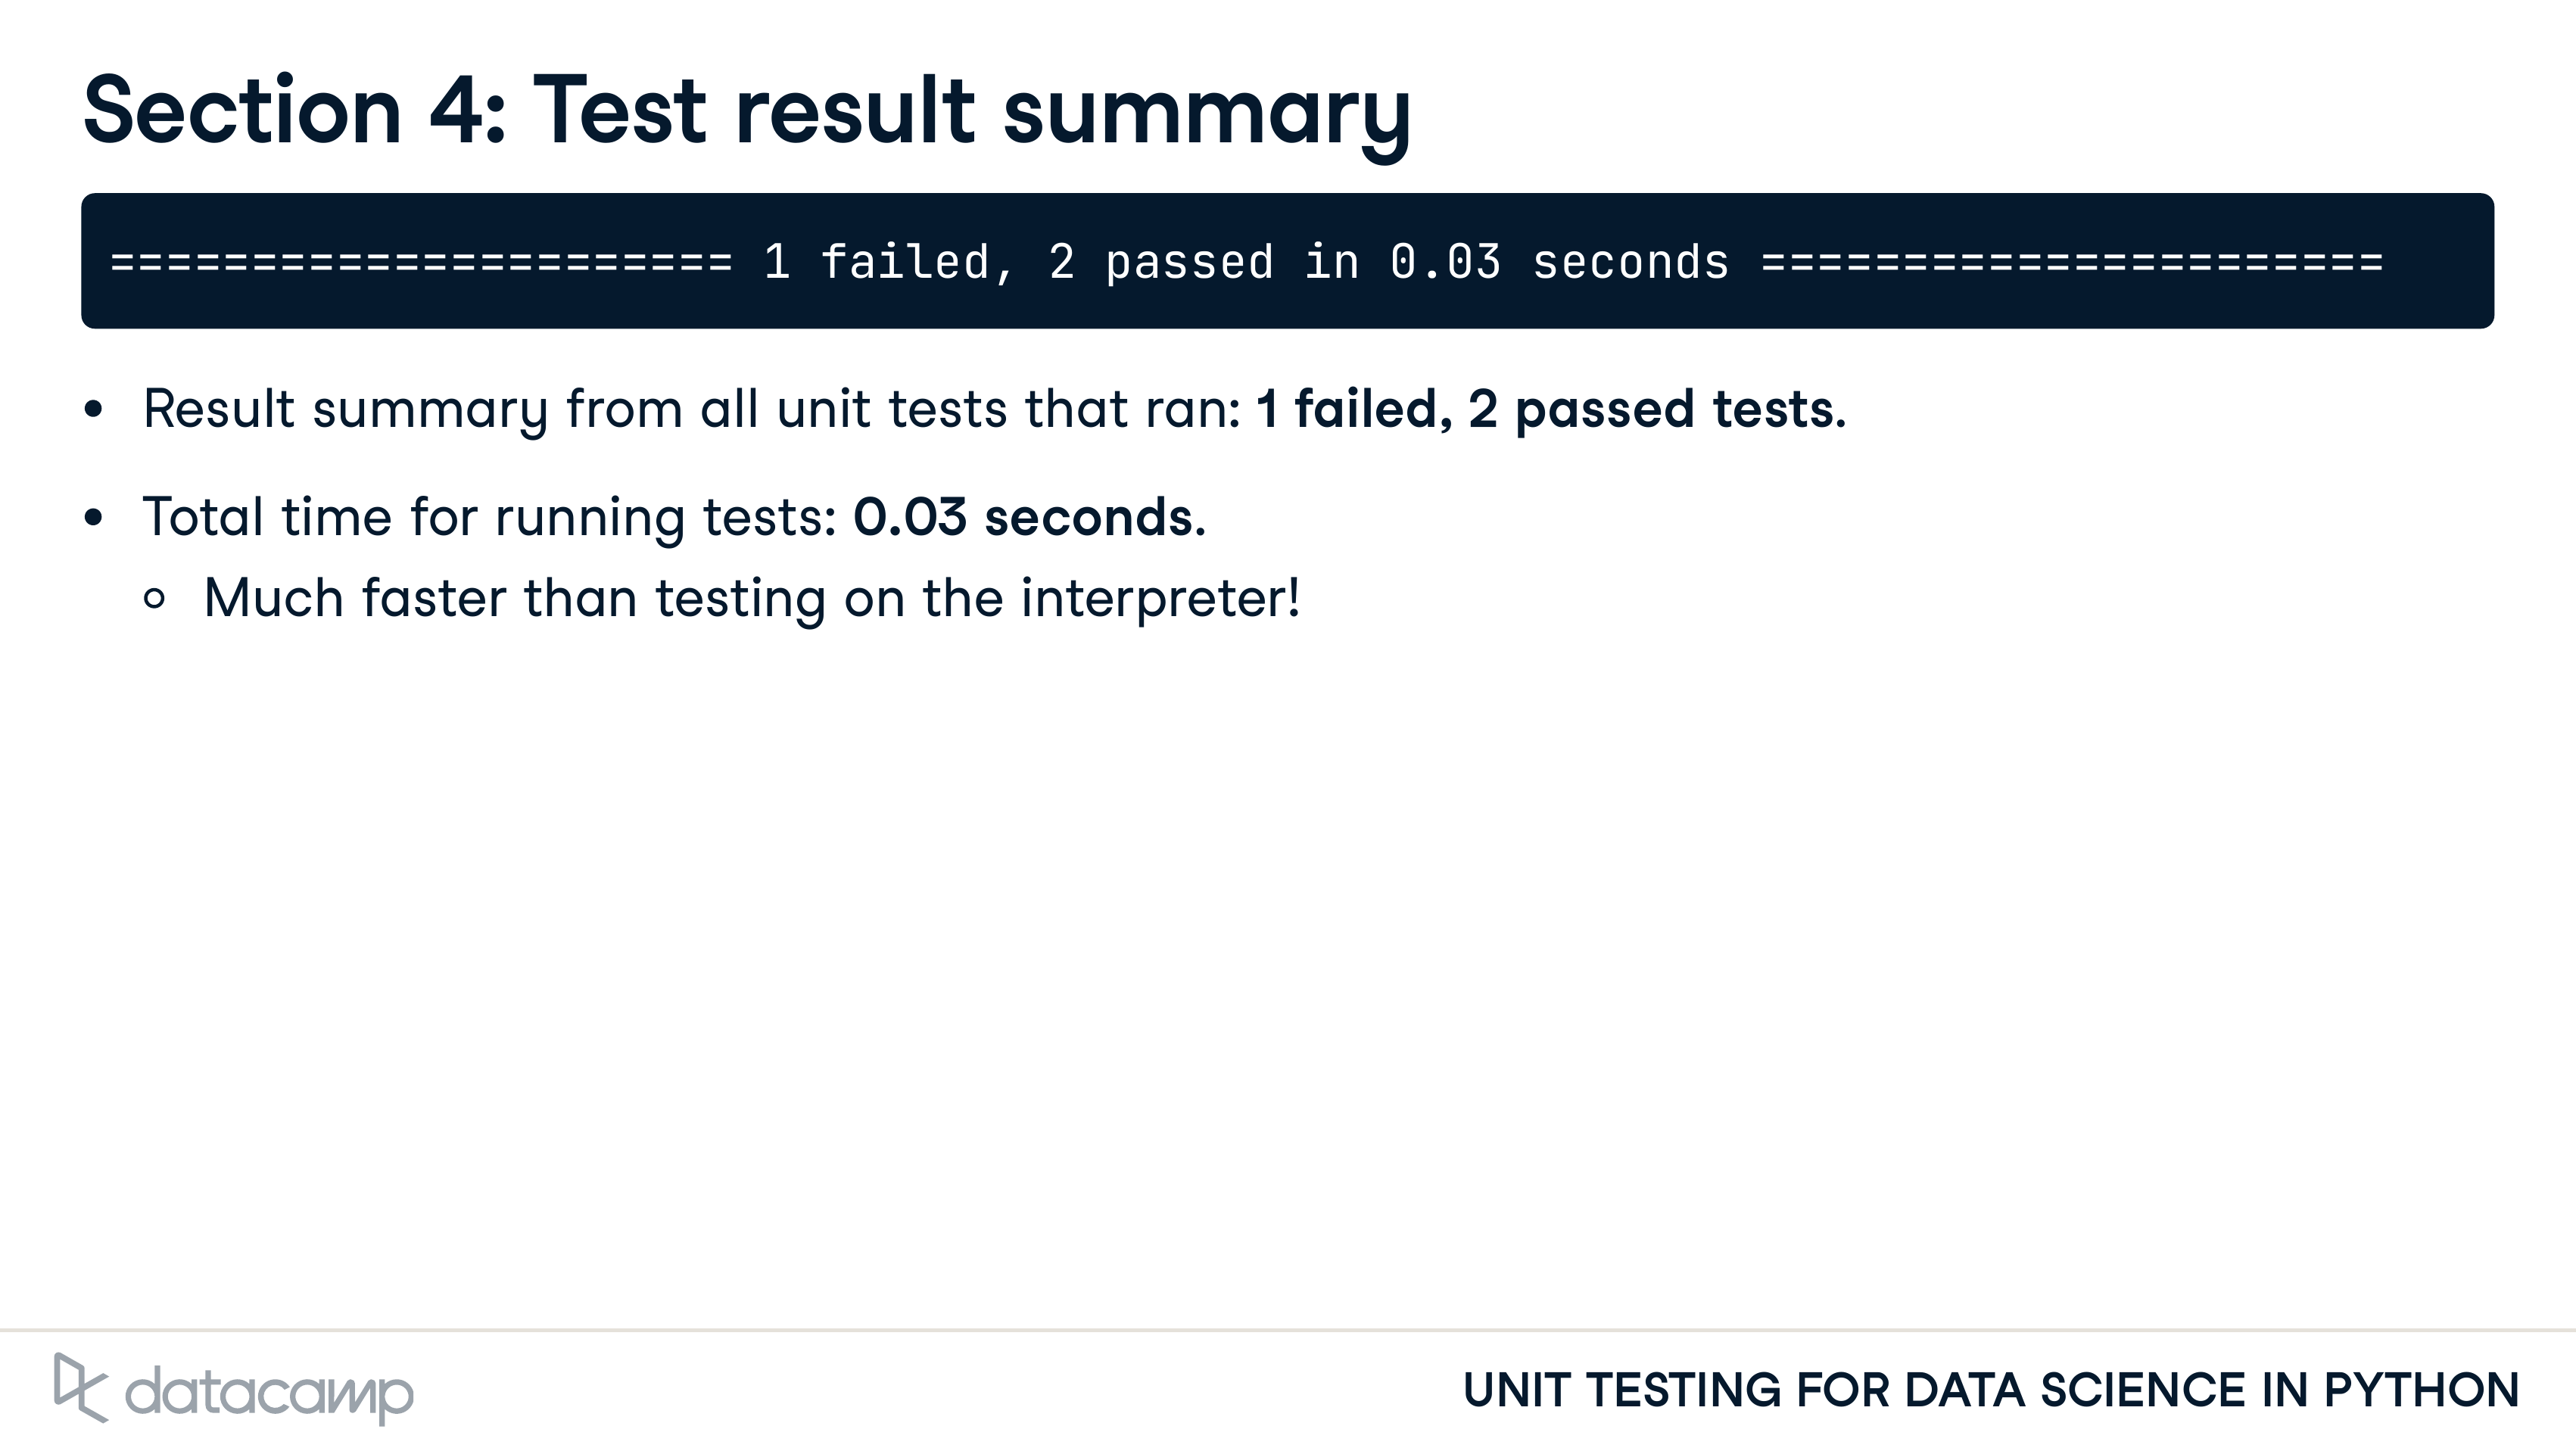 Section 4: Test result summary
====================== 1 failed, 2 passed in 0.03 seconds ======================
• Result summary from all unit tests that ran: 1 failed, 2 passed tests.
• Total time for running tests: 0.03 seconds.
○ Much faster than testing on the interpreter!
datacamp
UNIT TESTING FOR DATA SCIENCE IN PYTHON